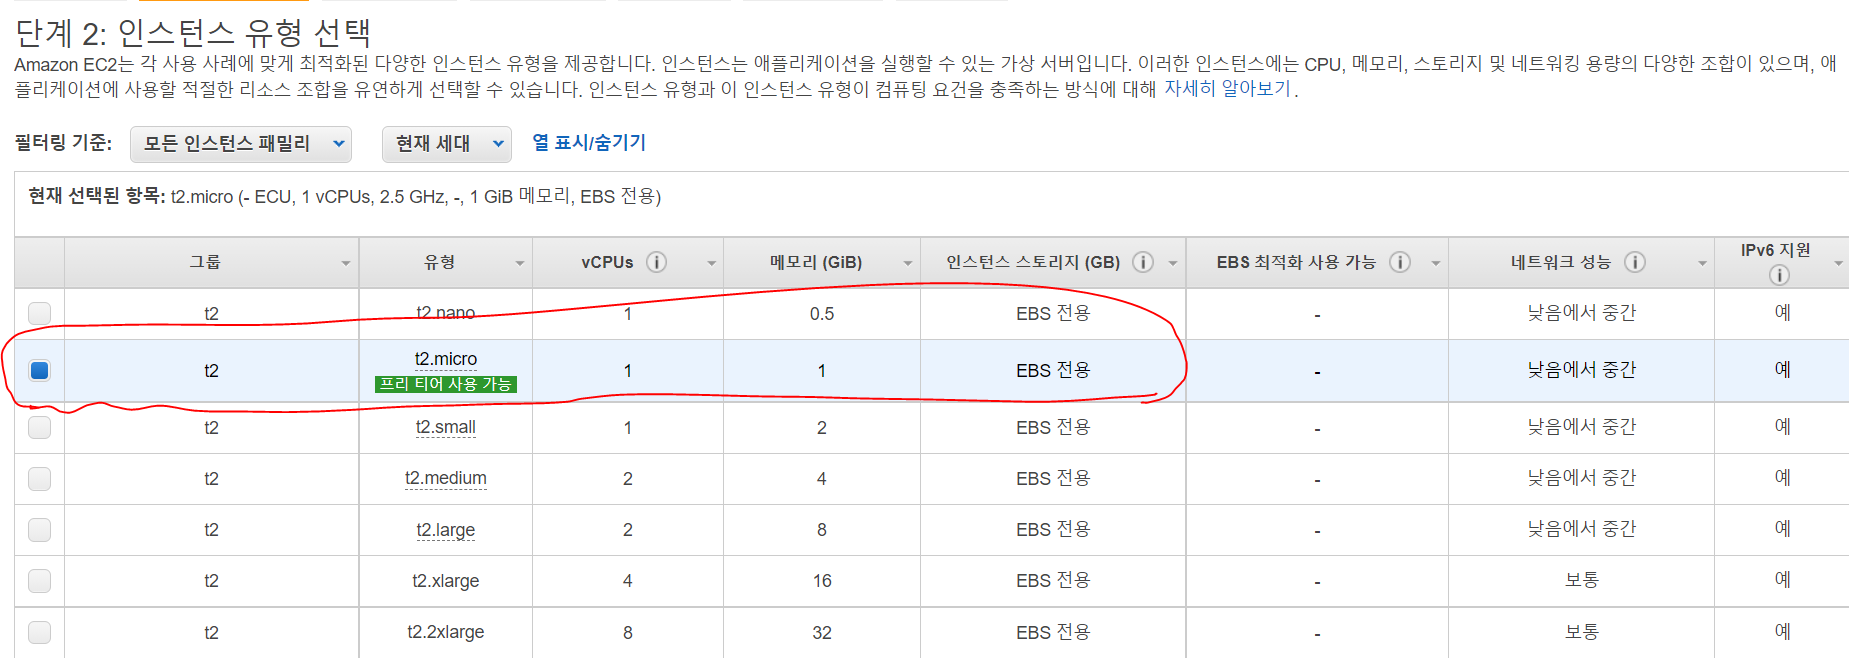 단계 2: 인스턴스 유형 선택
Amazon EC2는 각 사용 사례에 맞게 최적화된 다양한 인스턴스 유형을 제공합니다. 인스턴스는 애플리케이션을 실행할 수 있는 가상 서버입니다. 이러한 인스턴스에는 CPU, 메모리, 스토리지 및 네트워킹 용량의 다양한 조합이 있으며, 애
플리케이션에 사용할 적절한 리소스 조합을 유연하게 선택할 수 있습니다. 인스턴스 유형과 이 인스턴스 유형이 컴퓨팅 요건을 충족하는 방식에 대해 자세히 알아보기.
필터링 기준: 모든 인스턴스 패밀리 현재 세대 열 표시/숨기기
현재 선택된 항목: t2.micro (- ECU, 1 vCPUs, 2.5 GHz, -, 1 GiB 메모리, EBS 전용)
그룹 유형 vCPUs 메모리 (GiB) 인스턴스 스토리지 (GB) EBS 최적화 사용 가능 네트워크 성능 IPv6 지원
t2 t2.nano 1 0.5 EBS 전용 - 낮음에서 중간 예
t2 t2.micro 1 1 EBS 전용 - 낮음에서 중간 예
프리 티어 사용 가능
t2 t2.small 1 2 EBS 전용 - 낮음에서 중간 예
t2 t2.medium 2 4 EBS 전용 - 낮음에서 중간 예
t2 t2.large 2 8 EBS 전용 - 낮음에서 중간 예
t2 t2.xlarge 4 16 EBS 전용 - 보통 예
t2 t2.2xlarge 8 32 EBS 전용 - 보통 예